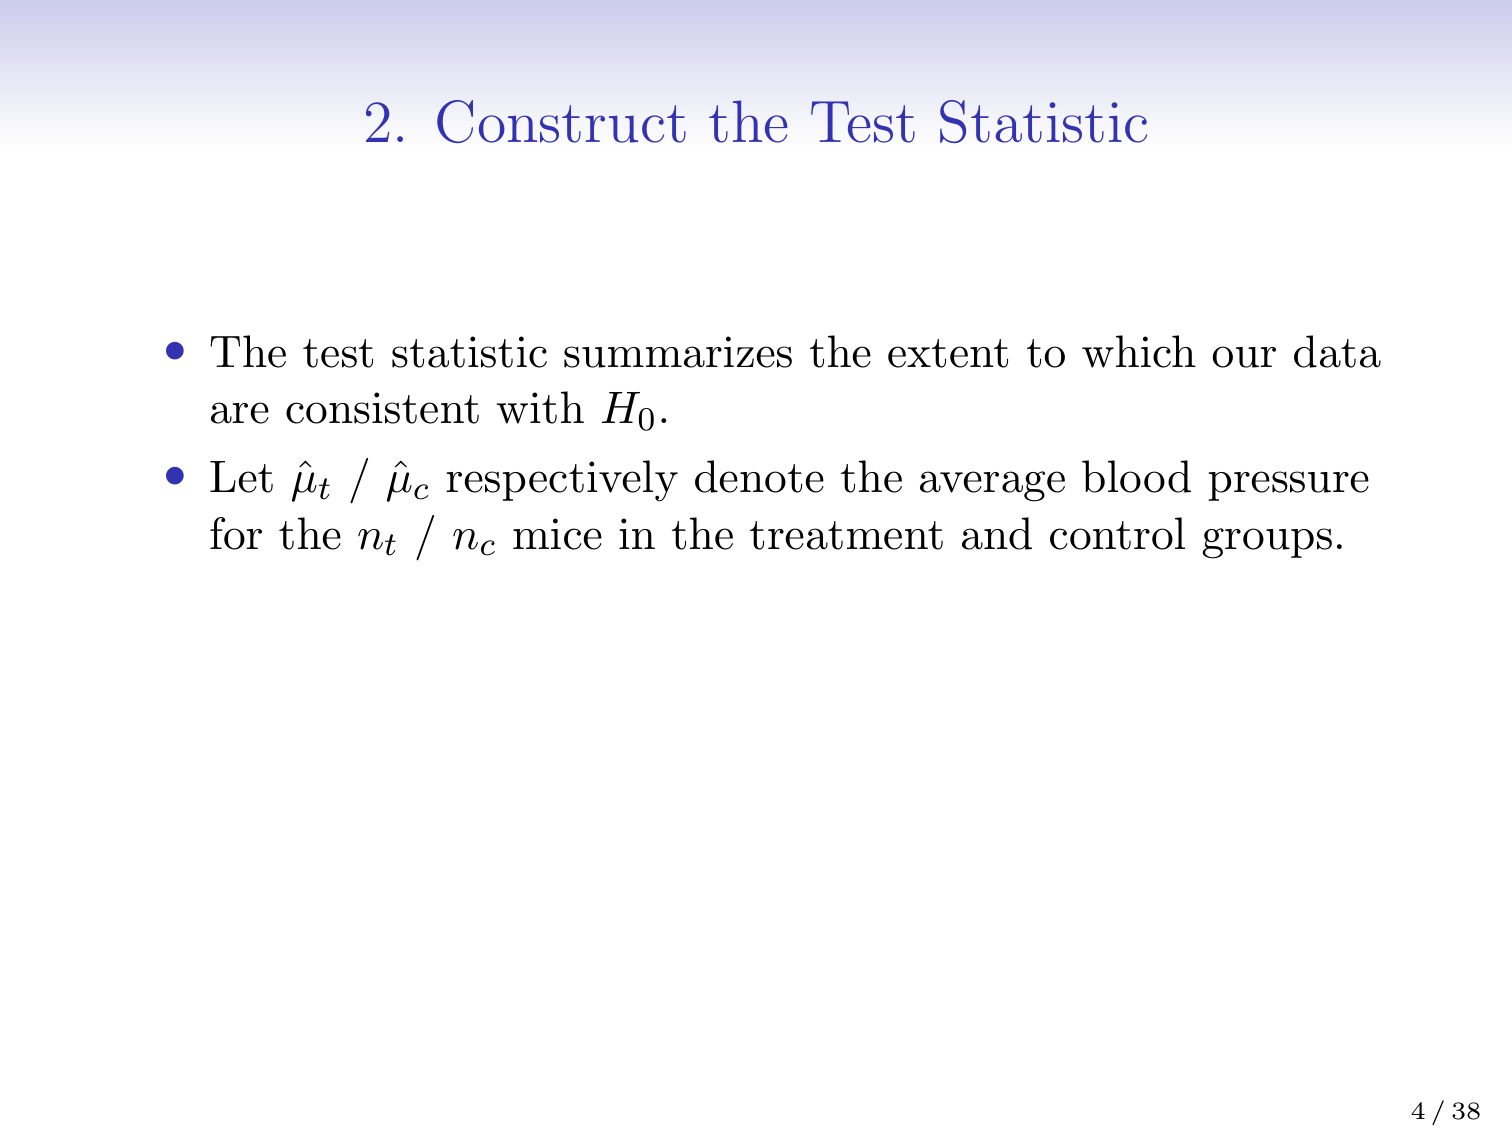 2. Construct the Test Statistic
• The test statistic summarizes the extent to which our data
are consistent with H₀.
• Let μ̂ₜ / μ̂꜀ respectively denote the average blood pressure
for the nₜ / n꜀ mice in the treatment and control groups.
4 / 38